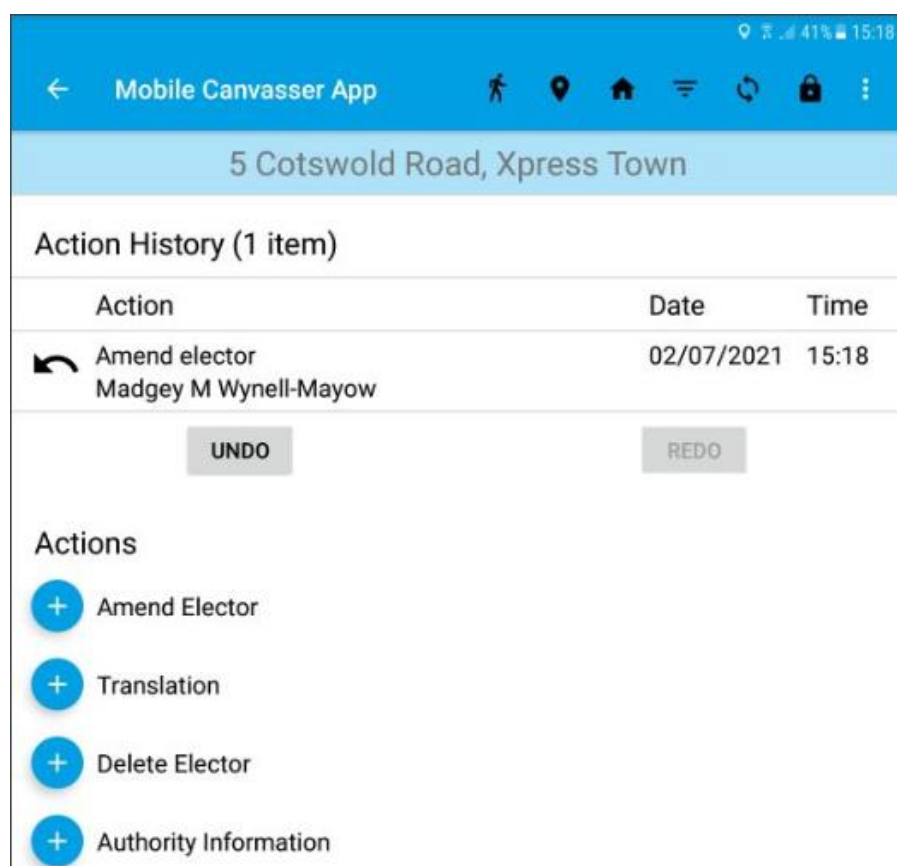 41% 15:18
Mobile Canvasser App
5 Cotswold Road, Xpress Town
Action History (1 item)
Action Date Time
Amend elector 02/07/2021 15:18
Madgey M Wynell-Mayow
UNDO REDO
Actions
Amend Elector
Translation
Delete Elector
Authority Information